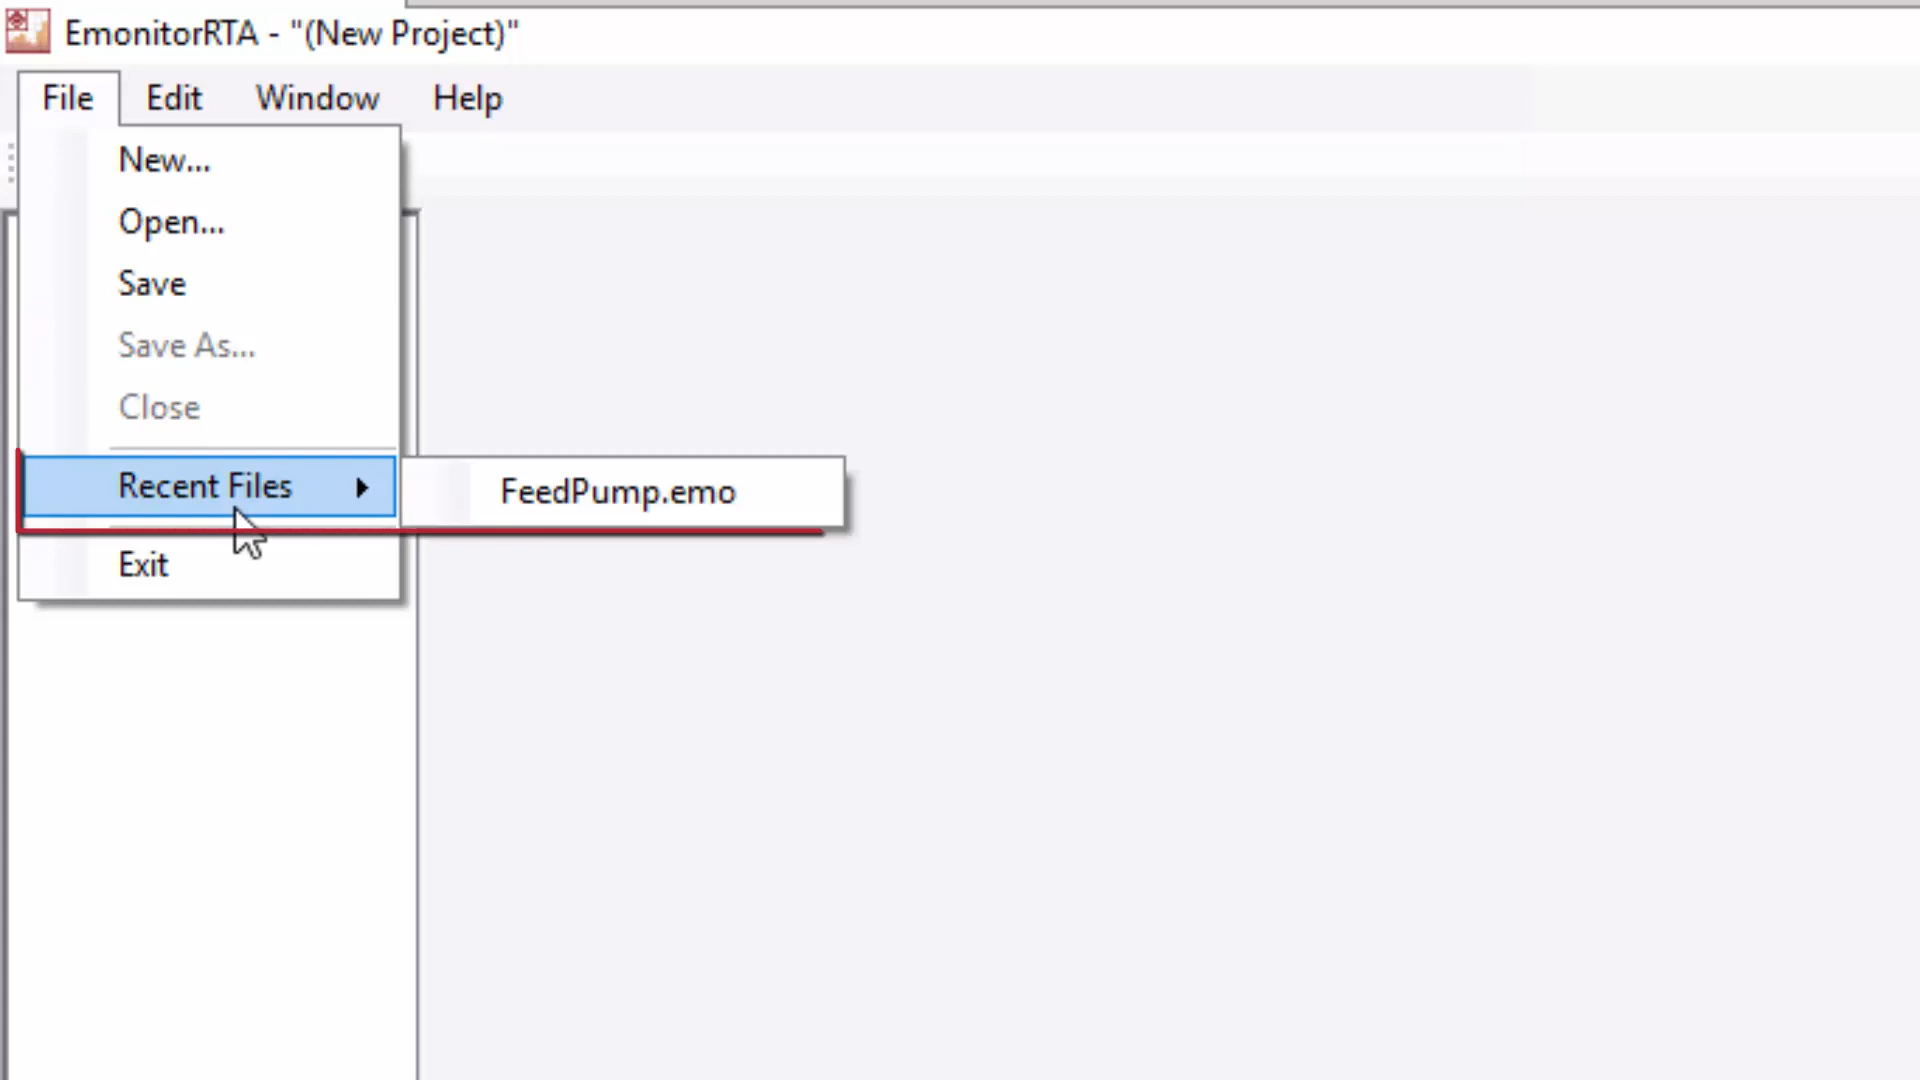 EmonitorRTA - "(New Project)"
File Edit Window Help
New...
Open...
Save
Save As...
Close
Recent Files
FeedPump.emo
Exit